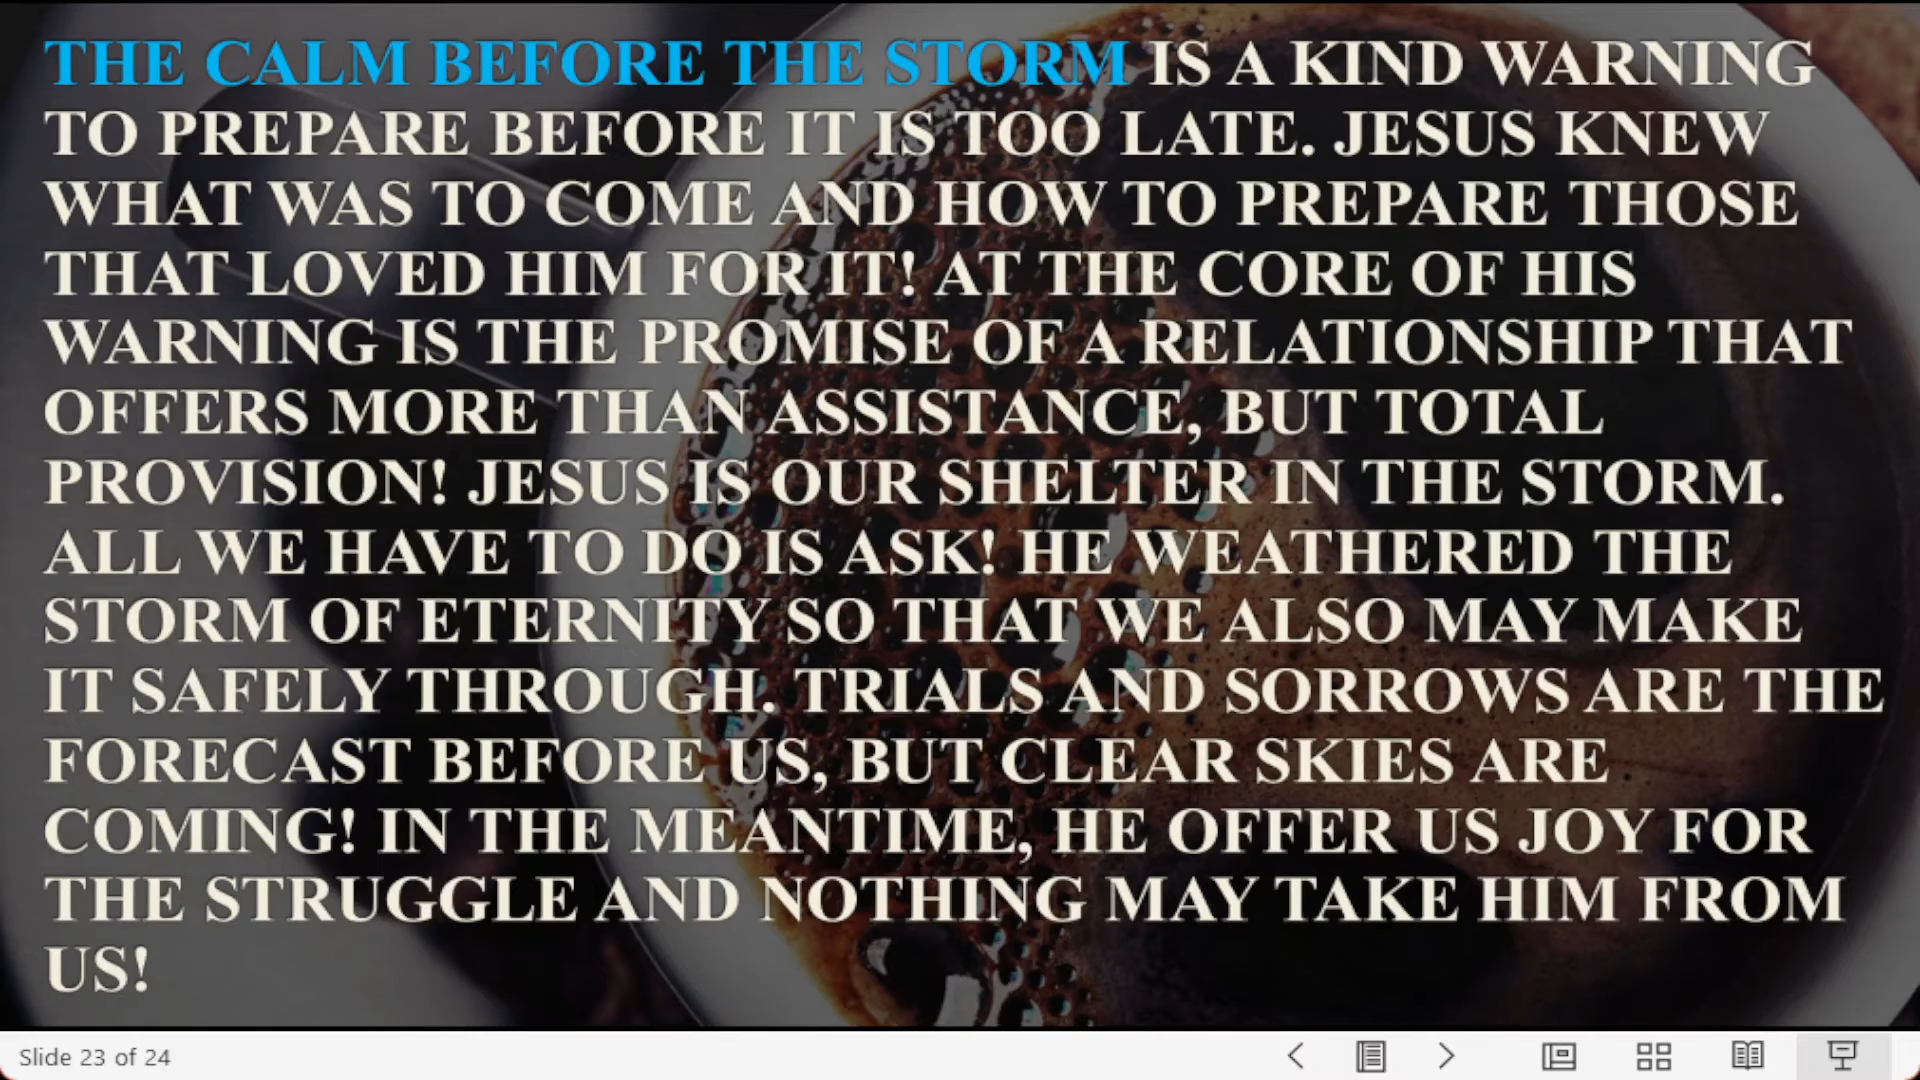 THE CALM BEFORE THE STORM IS A KIND WARNING
TO PREPARE BEFORE IT IS TOO LATE. JESUS KNEW
WHAT WAS TO COME AND HOW TO PREPARE THOSE
THAT LOVED HIM FOR IT! AT THE CORE OF HIS
WARNING IS THE PROMISE OF A RELATIONSHIP THAT
OFFERS MORE THAN ASSISTANCE, BUT TOTAL
PROVISION! JESUS IS OUR SHELTER IN THE STORM.
ALL WE HAVE TO DO IS ASK! HE WEATHERED THE
STORM OF ETERNITY SO THAT WE ALSO MAY MAKE
IT SAFELY THROUGH. TRIALS AND SORROWS ARE THE
FORECAST BEFORE US, BUT CLEAR SKIES ARE
COMING! IN THE MEANTIME, HE OFFER US JOY FOR
THE STRUGGLE AND NOTHING MAY TAKE HIM FROM
US!
Slide 23 of 24